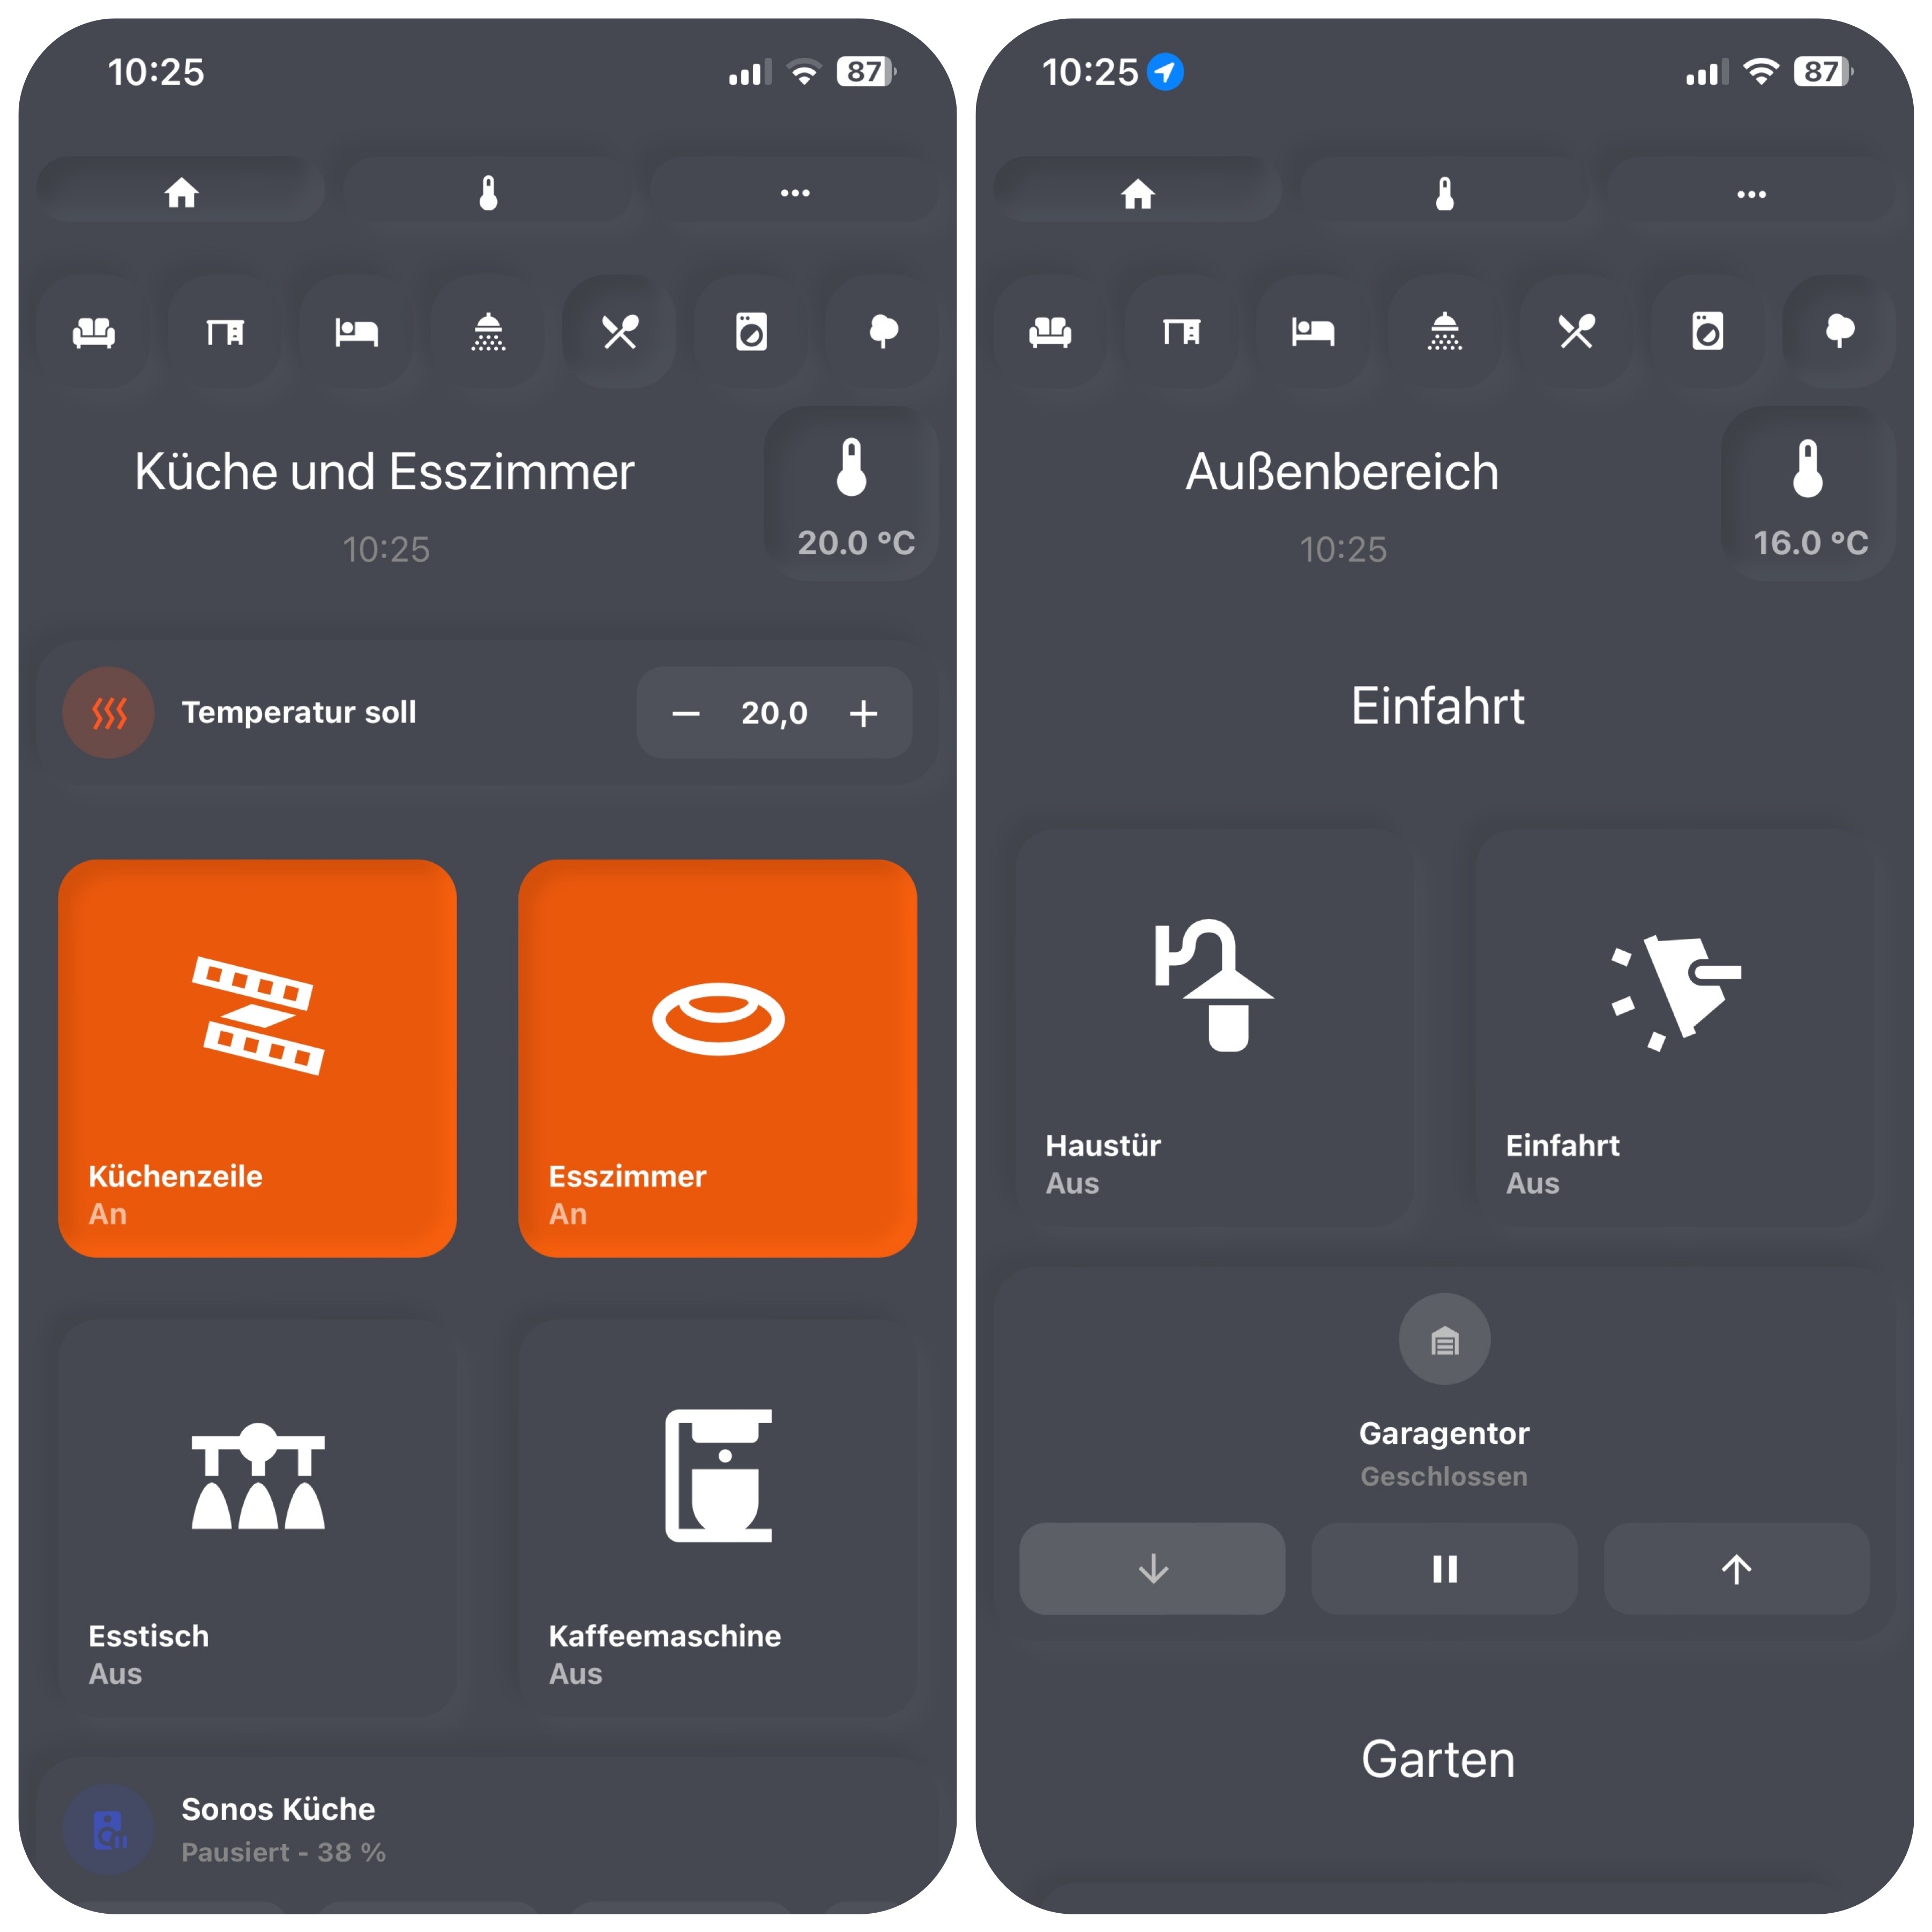 10:25
87
Küche und Esszimmer
10:25
20.0 °C
Temperatur soll
20,0
Küchenzeile
An
Esszimmer
An
Esstisch
Aus
Kaffeemaschine
Aus
Sonos Küche
Pausiert - 38 %
10:25
87
Außenbereich
10:25
16.0 °C
Einfahrt
Haustür
Aus
Einfahrt
Aus
Garagentor
Geschlossen
Garten